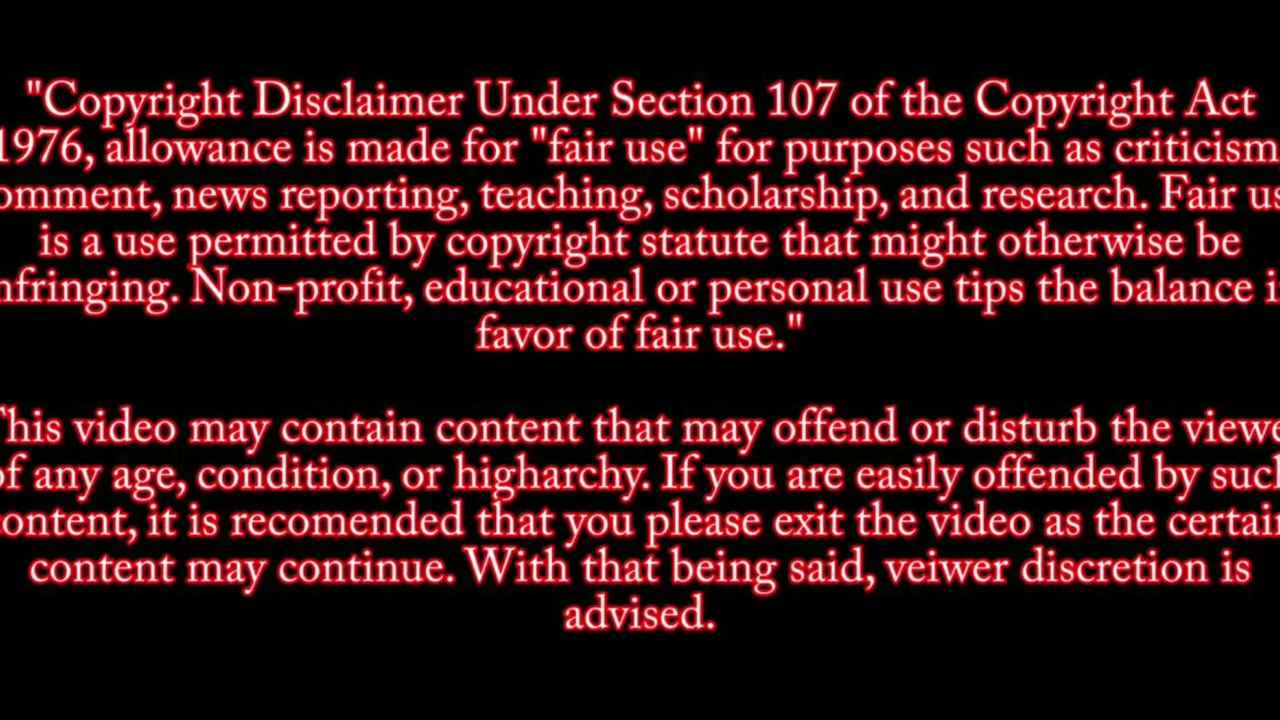 "Copyright Disclaimer Under Section 107 of the Copyright Act
1976, allowance is made for "fair use" for purposes such as criticism
omment, news reporting, teaching, scholarship, and research. Fair us
is a use permitted by copyright statute that might otherwise be
nfringing. Non-profit, educational or personal use tips the balance i
favor of fair use."
This video may contain content that may offend or disturb the viewe
of any age, condition, or higharchy. If you are easily offended by such
content, it is recomended that you please exit the video as the certain
content may continue. With that being said, veiwer discretion is
advised.